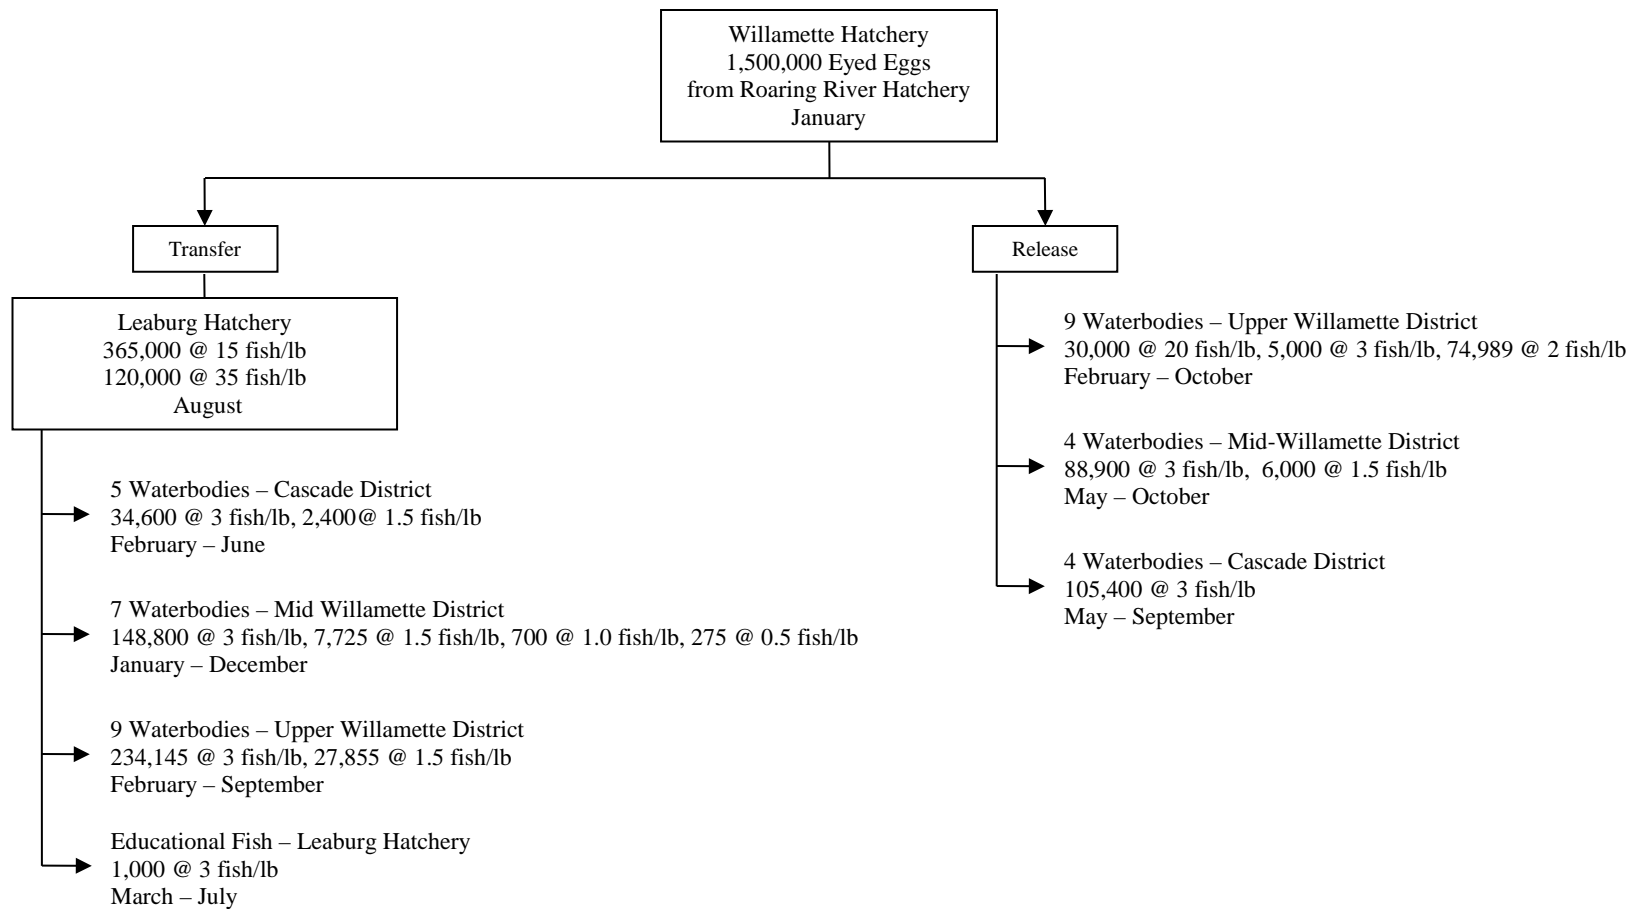 Willamette Hatchery
1,500,000 Eyed Eggs
from Roaring River Hatchery
January
Transfer
Release
Leaburg Hatchery
365,000 @ 15 fish/lb
120,000 @ 35 fish/lb
August
5 Waterbodies – Cascade District
34,600 @ 3 fish/lb, 2,400@ 1.5 fish/lb
February – June
7 Waterbodies – Mid Willamette District
148,800 @ 3 fish/lb, 7,725 @ 1.5 fish/lb, 700 @ 1.0 fish/lb, 275 @ 0.5 fish/lb
January – December
9 Waterbodies – Upper Willamette District
234,145 @ 3 fish/lb, 27,855 @ 1.5 fish/lb
February – September
Educational Fish – Leaburg Hatchery
1,000 @ 3 fish/lb
March – July
9 Waterbodies – Upper Willamette District
30,000 @ 20 fish/lb, 5,000 @ 3 fish/lb, 74,989 @ 2 fish/lb
February – October
4 Waterbodies – Mid-Willamette District
88,900 @ 3 fish/lb,  6,000 @ 1.5 fish/lb
May – October
4 Waterbodies – Cascade District
105,400 @ 3 fish/lb
May – September